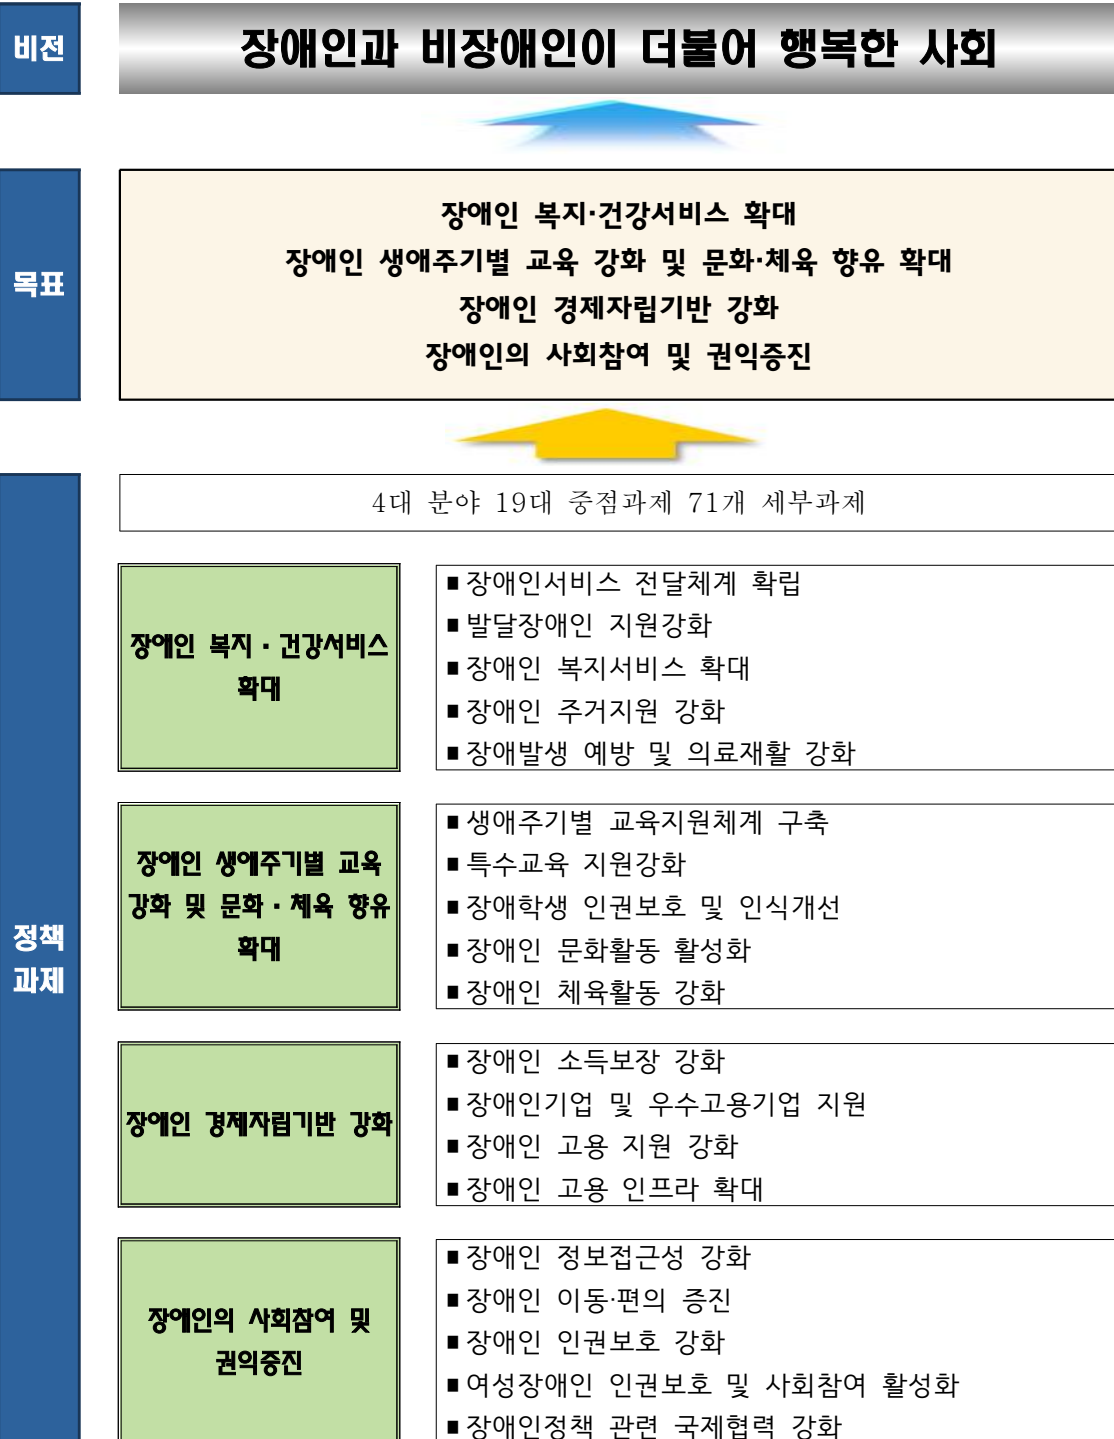 비전
장애인과 비장애인이 더불어 행복한 사회
목표
장애인 복지·건강서비스 확대
장애인 생애주기별 교육 강화 및 문화·체육 향유 확대
장애인 경제자립기반 강화
장애인의 사회참여 및 권익증진
정책
과제
4대 분야 19대 중점과제 71개 세부과제
장애인 복지·건강서비스
확대
■장애인서비스 전달체계 확립
■발달장애인 지원강화
■장애인 복지서비스 확대
■장애인 주거지원 강화
■장애발생 예방 및 의료재활 강화
장애인 생애주기별 교육
강화 및 문화·체육 향유
확대
■생애주기별 교육지원체계 구축
■특수교육 지원강화
■장애학생 인권보호 및 인식개선
■장애인 문화활동 활성화
■장애인 체육활동 강화
장애인 경제자립기반 강화
■장애인 소득보장 강화
■장애인기업 및 우수고용기업 지원
■장애인 고용 지원 강화
■장애인 고용 인프라 확대
장애인의 사회참여 및
권익증진
■장애인 정보접근성 강화
■장애인 이동·편의 증진
■장애인 인권보호 강화
■여성장애인 인권보호 및 사회참여 활성화
■장애인정책 관련 국제협력 강화